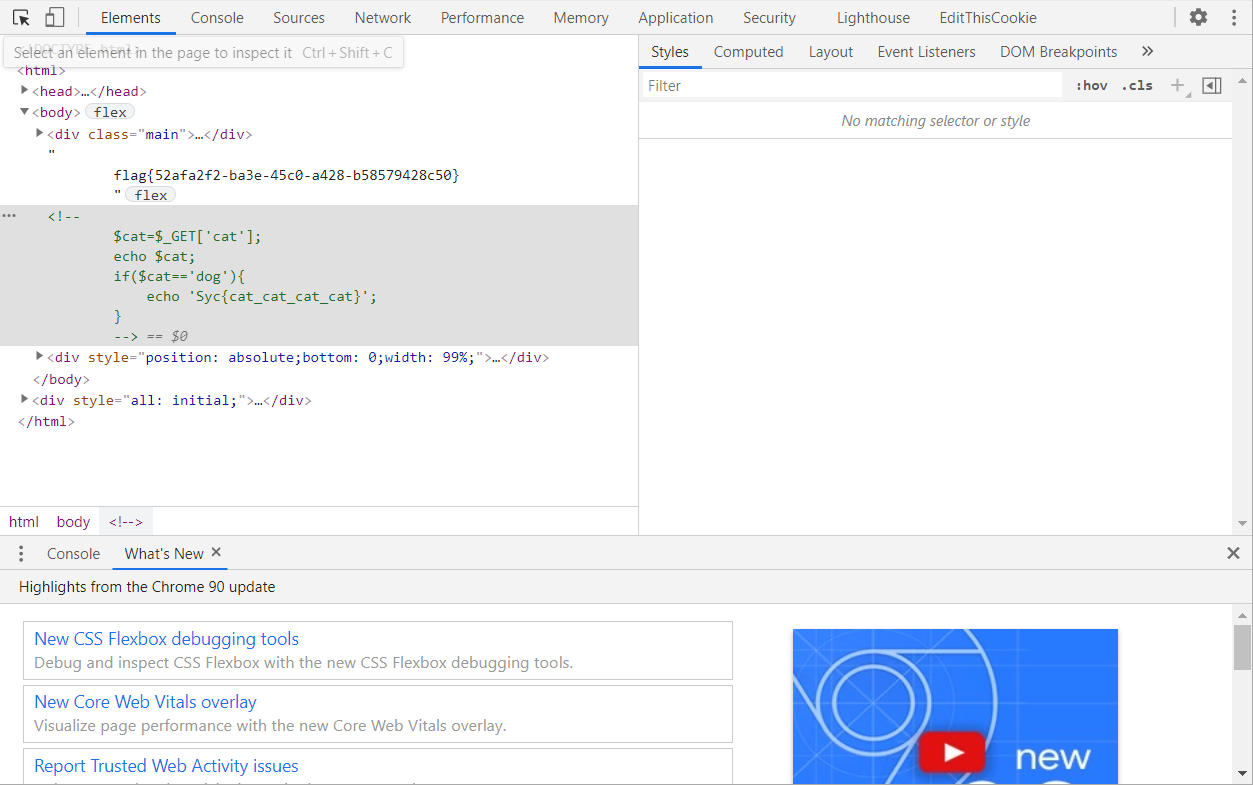 Elements Console Sources Network Performance Memory Application Security Lighthouse EditThisCookie
Select an element in the page to inspect it Ctrl + Shift + C
Styles Computed Layout Event Listeners DOM Breakpoints »
<html>
Filter :hov .cls
<head>…</head>
<body> flex
No matching selector or style
<div class="main">…</div>
"
flag{52afa2f2-ba3e-45c0-a428-b58579428c50}
" flex
<!--
$cat=$_GET['cat'];
echo $cat;
if($cat=='dog'){
echo 'Syc{cat_cat_cat_cat}';
}
--> == $0
<div style="position: absolute;bottom: 0;width: 99%;">…</div>
</body>
<div style="all: initial;">…</div>
</html>
html body <!-->
Console What's New
Highlights from the Chrome 90 update
New CSS Flexbox debugging tools
Debug and inspect CSS Flexbox with the new CSS Flexbox debugging tools.
New Core Web Vitals overlay
Visualize page performance with the new Core Web Vitals overlay.
Report Trusted Web Activity issues
new